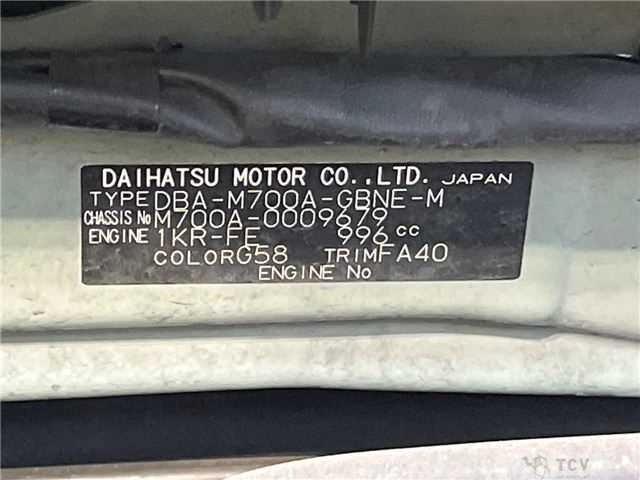 DAIHATSU MOTOR CO.,LTD. JAPAN
TYPE DBA-M700A-GBNE-M
CHASSIS No M700A-0009679
ENGINE 1KR-FE 996 cc
COLOR G58 TRIM FA40
ENGINE No
TCV